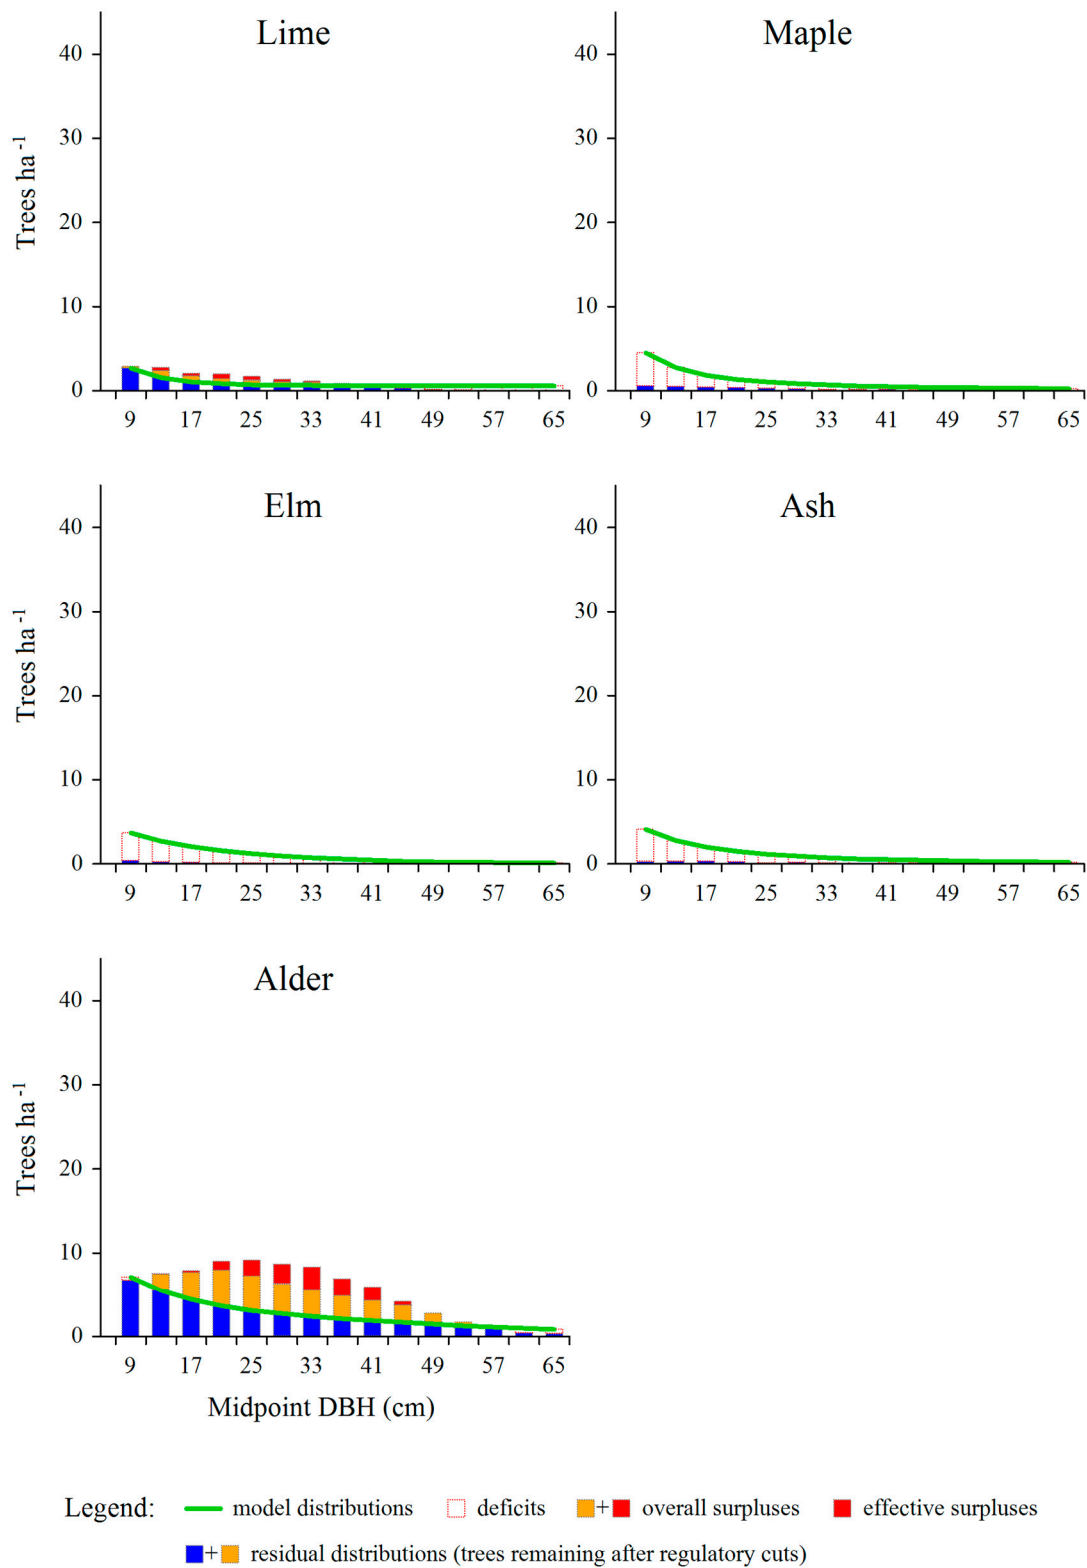 Lime
Trees ha -1
40
30
20
10
0
9 17 25 33 41 49 57 65
Maple
40
30
20
10
0
9 17 25 33 41 49 57 65
Elm
Trees ha -1
40
30
20
10
0
9 17 25 33 41 49 57 65
Ash
40
30
20
10
0
9 17 25 33 41 49 57 65
Alder
Trees ha -1
40
30
20
10
0
9 17 25 33 41 49 57 65
Midpoint DBH (cm)
Legend: model distributions deficits + overall surpluses effective surpluses
+ residual distributions (trees remaining after regulatory cuts)